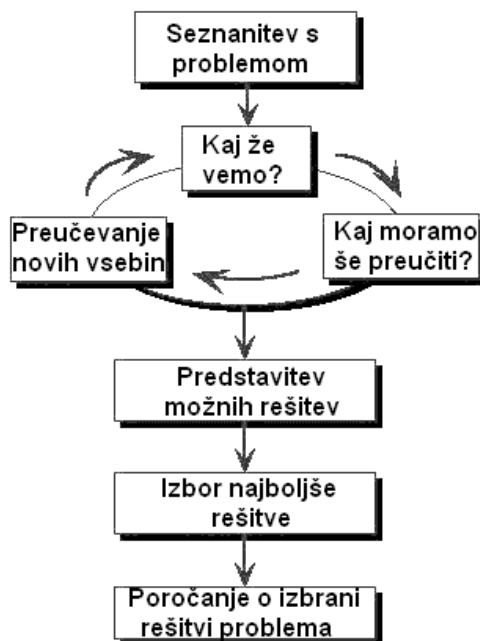 Seznanitev s
problemom
Kaj že
vemo?
Kaj moramo
še preučiti?
Preučevanje
novih vsebin
Predstavitev
možnih rešitev
Izbor najboljše
rešitve
Poročanje o izbrani
rešitvi problema